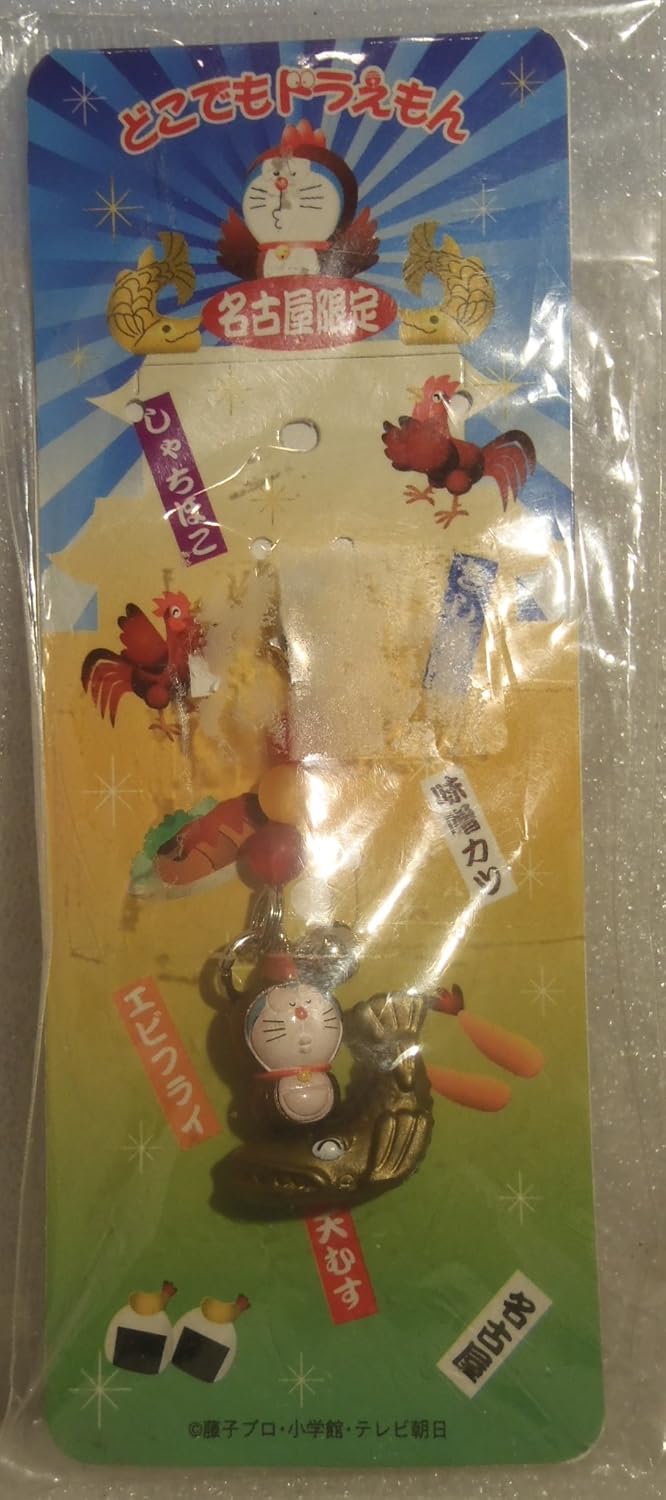 どこでもドラえもん
名古屋限定
しゃちほこ
味噌カツ
エビフライ
天むす
名古屋
©藤子プロ・小学館・テレビ朝日